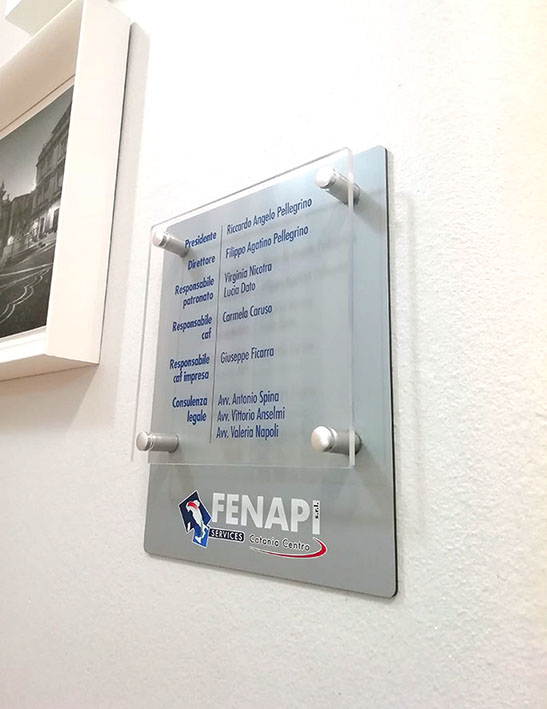 Presidente Riccardo Angelo Pellegrino
Direttore Filippo Agatino Pellegrino
Responsabile Virginia Nicotra
patronato Lucia Dato
Responsabile Carmela Caruso
caf
Responsabile Giuseppe Ficarra
caf impresa
Consulenza Avv. Antonio Spina
legale Avv. Vittorio Anselmi
Avv. Valeria Napoli
FENAPI s.r.l.
SERVICES Catania Centro